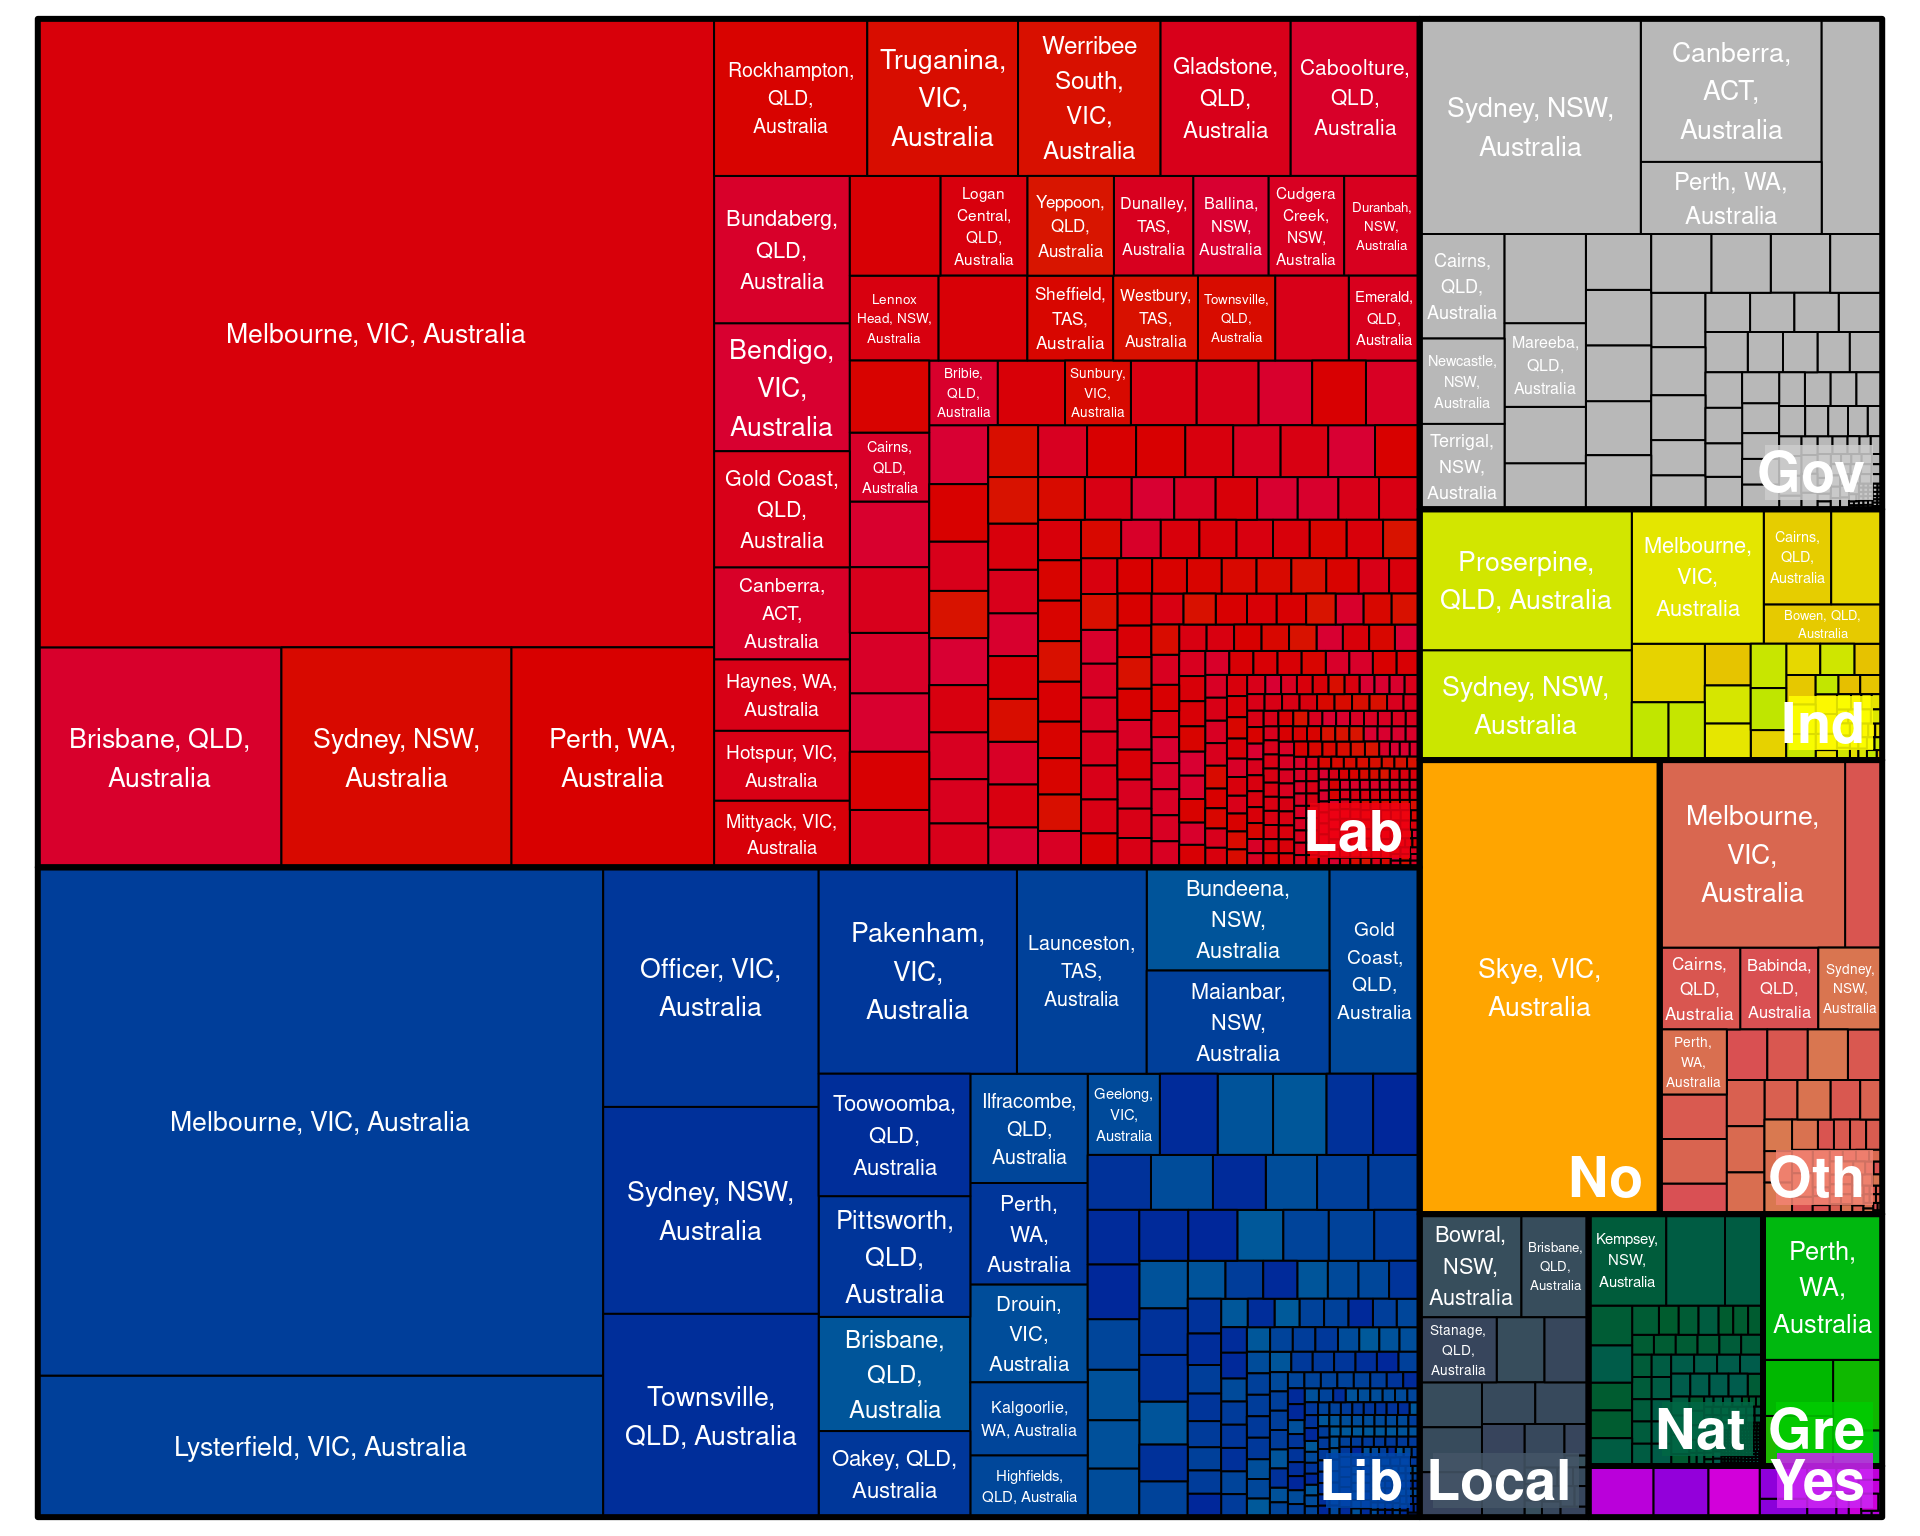 Melbourne, VIC, Australia
Brisbane, QLD,
Australia
Sydney, NSW,
Australia
Perth, WA,
Australia
Rockhampton,
QLD,
Australia
Truganina,
VIC,
Australia
Werribee
South,
VIC,
Australia
Gladstone,
QLD,
Australia
Caboolture,
QLD,
Australia
Bundaberg,
QLD,
Australia
Bendigo,
VIC,
Australia
Gold Coast,
QLD,
Australia
Canberra,
ACT,
Australia
Haynes, WA,
Australia
Hotspur, VIC,
Australia
Mittyack, VIC,
Australia
Logan
Central,
QLD,
Australia
Yeppoon,
QLD,
Australia
Dunalley,
TAS,
Australia
Ballina,
NSW,
Australia
Cudgera
Creek,
NSW,
Australia
Duranbah,
NSW,
Australia
Lennox
Head, NSW,
Australia
Sheffield,
TAS,
Australia
Westbury,
TAS,
Australia
Townsville,
QLD,
Australia
Emerald,
QLD,
Australia
Bribie,
QLD,
Australia
Sunbury,
VIC,
Australia
Cairns,
QLD,
Australia
Lab
Melbourne, VIC, Australia
Lysterfield, VIC, Australia
Officer, VIC,
Australia
Sydney, NSW,
Australia
Townsville,
QLD, Australia
Pakenham,
VIC,
Australia
Launceston,
TAS,
Australia
Bundeena,
NSW,
Australia
Maianbar,
NSW,
Australia
Gold
Coast,
QLD,
Australia
Toowoomba,
QLD,
Australia
Pittsworth,
QLD,
Australia
Brisbane,
QLD,
Australia
Oakey, QLD,
Australia
Ilfracombe,
QLD,
Australia
Perth,
WA,
Australia
Drouin,
VIC,
Australia
Kalgoorlie,
WA, Australia
Highfields,
QLD, Australia
Geelong,
VIC,
Australia
Lib
Sydney, NSW,
Australia
Canberra,
ACT,
Australia
Perth, WA,
Australia
Cairns,
QLD,
Australia
Newcastle,
NSW,
Australia
Terrigal,
NSW,
Australia
Mareeba,
QLD,
Australia
Gov
Proserpine,
QLD, Australia
Sydney, NSW,
Australia
Melbourne,
VIC,
Australia
Cairns,
QLD,
Australia
Bowen, QLD,
Australia
Ind
Skye, VIC,
Australia
No
Melbourne,
VIC,
Australia
Cairns,
QLD,
Australia
Babinda,
QLD,
Australia
Sydney,
NSW,
Australia
Perth,
WA,
Australia
Oth
Bowral,
NSW,
Australia
Brisbane,
QLD,
Australia
Stanage,
QLD,
Australia
Local
Kempsey,
NSW,
Australia
Nat
Perth,
WA,
Australia
Gre
Yes